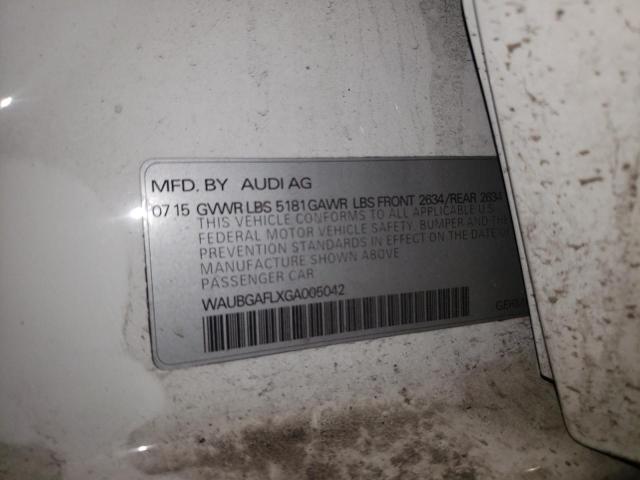 MFD. BY AUDI AG
07 15 GVWR LBS 5181 GAWR LBS FRONT 2634/REAR 2634
THIS VEHICLE CONFORMS TO ALL APPLICABLE U.S.
FEDERAL MOTOR VEHICLE SAFETY, BUMPER AND
PREVENTION STANDARDS IN EFFECT ON THE DATE
MANUFACTURE SHOWN ABOVE
PASSENGER CAR
WAUBGAFLXGA005042